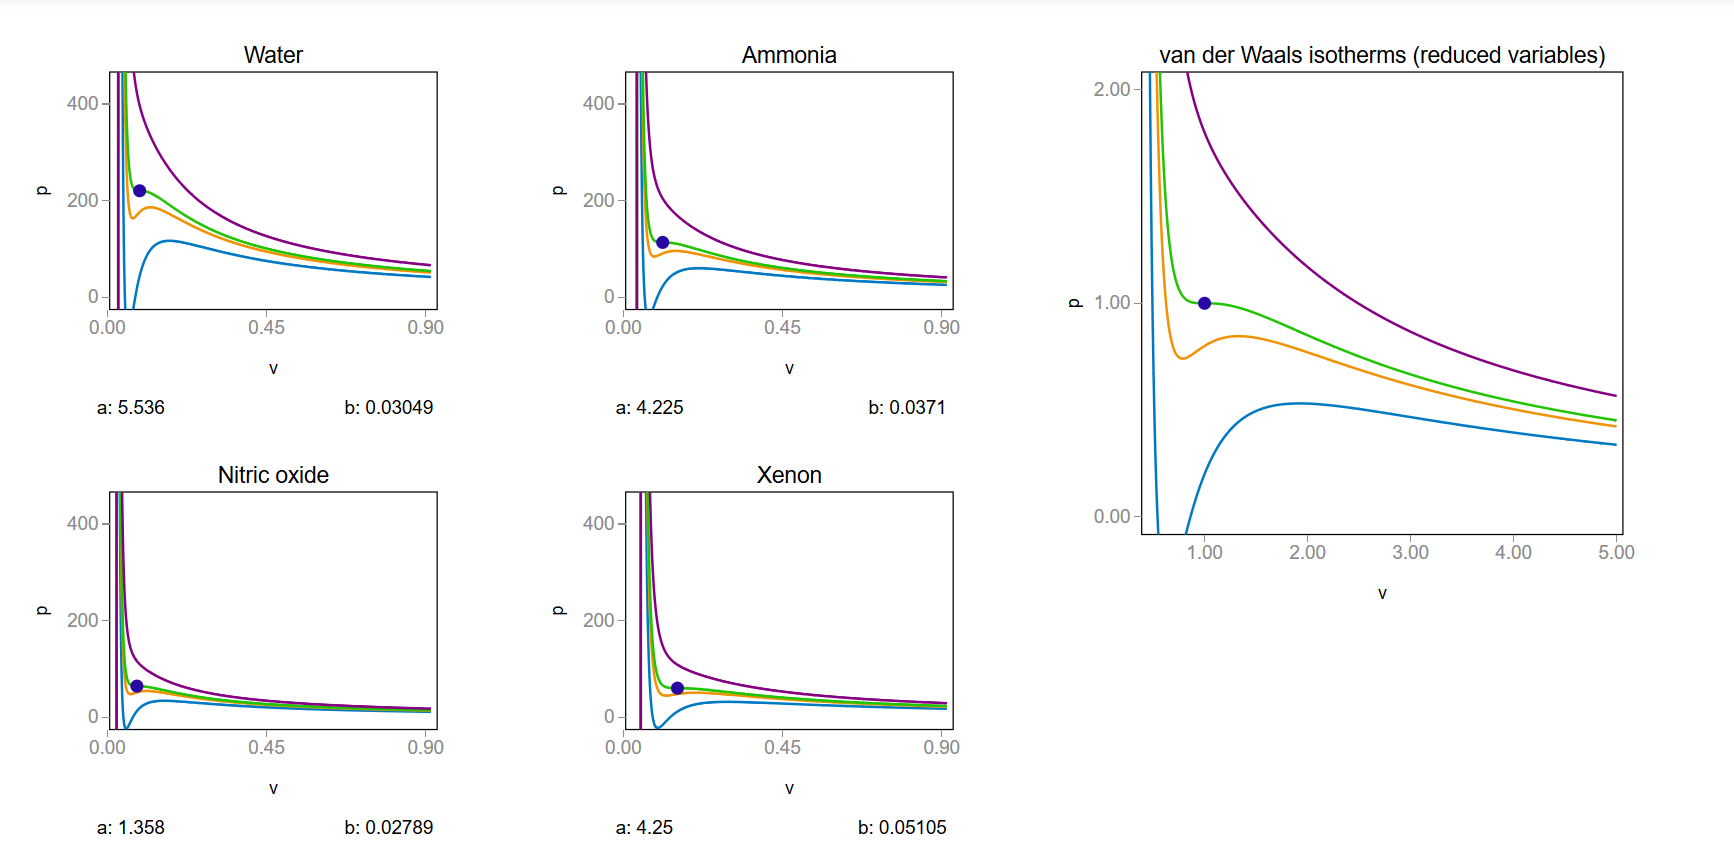 Water
400
200
0
p
0.00 0.45 0.90
v
a: 5.536 b: 0.03049
Ammonia
400
200
0
p
0.00 0.45 0.90
v
a: 4.225 b: 0.0371
van der Waals isotherms (reduced variables)
2.00
1.00
0.00
p
1.00 2.00 3.00 4.00 5.00
v
Nitric oxide
400
200
0
p
0.00 0.45 0.90
v
a: 1.358 b: 0.02789
Xenon
400
200
0
p
0.00 0.45 0.90
v
a: 4.25 b: 0.05105